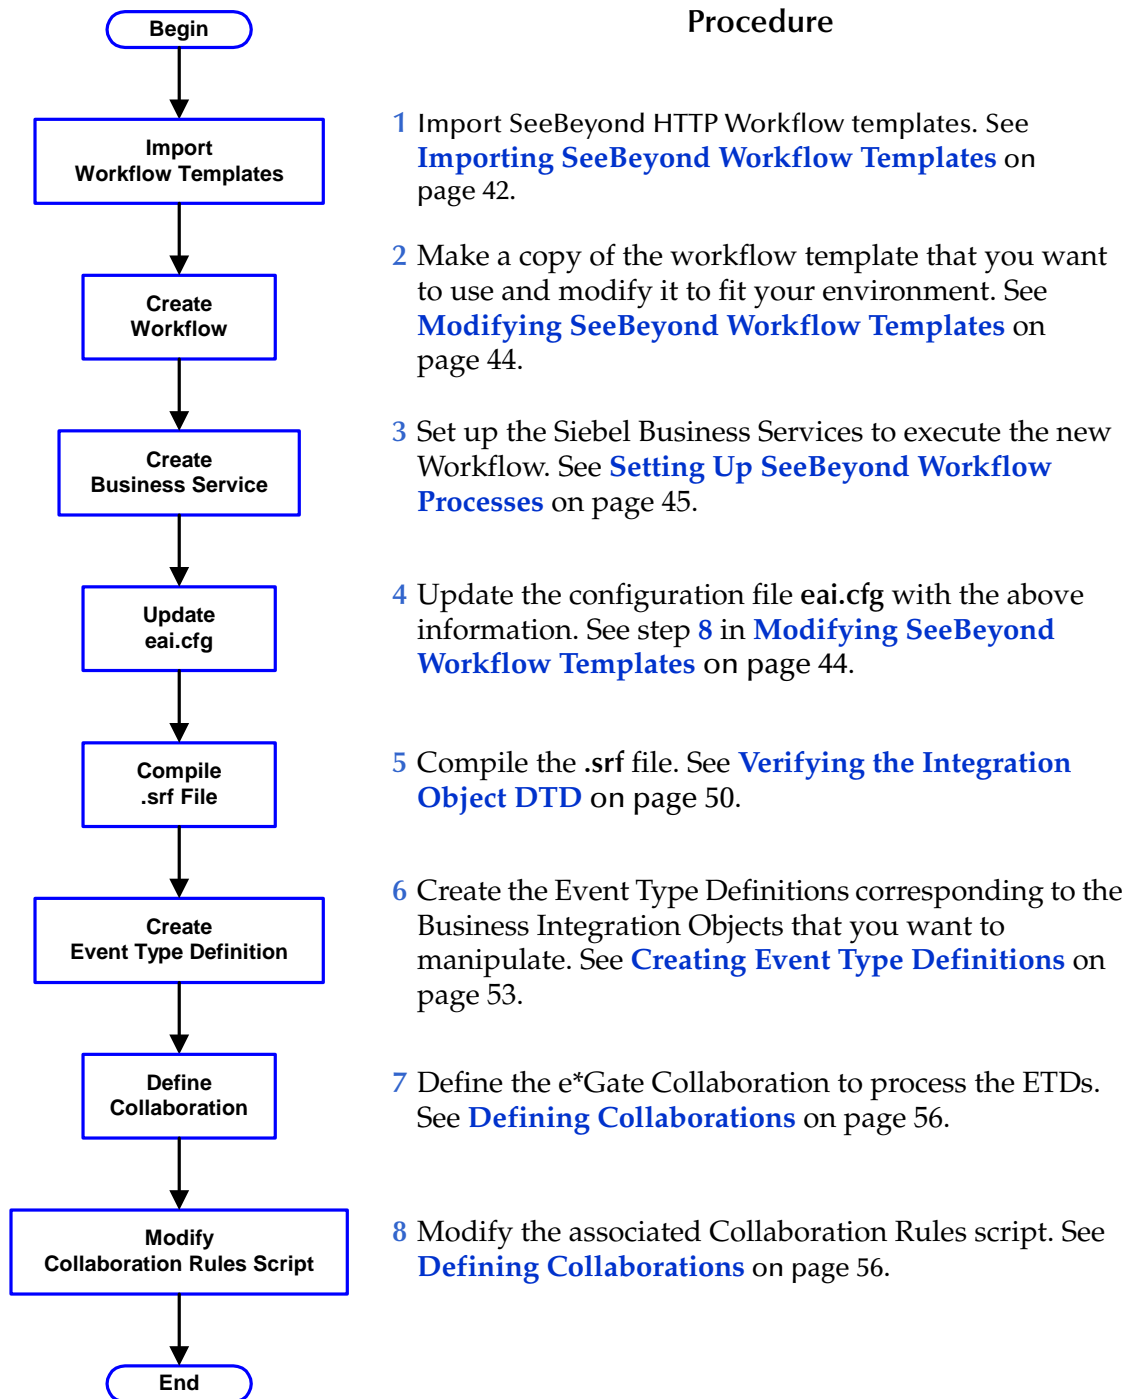 Procedure
Begin
Import
Workflow Templates
1 Import SeeBeyond HTTP Workflow templates. See
Importing SeeBeyond Workflow Templates on
page 42.
Create
Workflow
2 Make a copy of the workflow template that you want
to use and modify it to fit your environment. See
Modifying SeeBeyond Workflow Templates on
page 44.
Create
Business Service
3 Set up the Siebel Business Services to execute the new
Workflow. See Setting Up SeeBeyond Workflow
Processes on page 45.
Update
eai.cfg
4 Update the configuration file eai.cfg with the above
information. See step 8 in Modifying SeeBeyond
Workflow Templates on page 44.
Compile
.srf File
5 Compile the .srf file. See Verifying the Integration
Object DTD on page 50.
Create
Event Type Definition
6 Create the Event Type Definitions corresponding to the
Business Integration Objects that you want to
manipulate. See Creating Event Type Definitions on
page 53.
Define
Collaboration
7 Define the e*Gate Collaboration to process the ETDs.
See Defining Collaborations on page 56.
Modify
Collaboration Rules Script
8 Modify the associated Collaboration Rules script. See
Defining Collaborations on page 56.
End